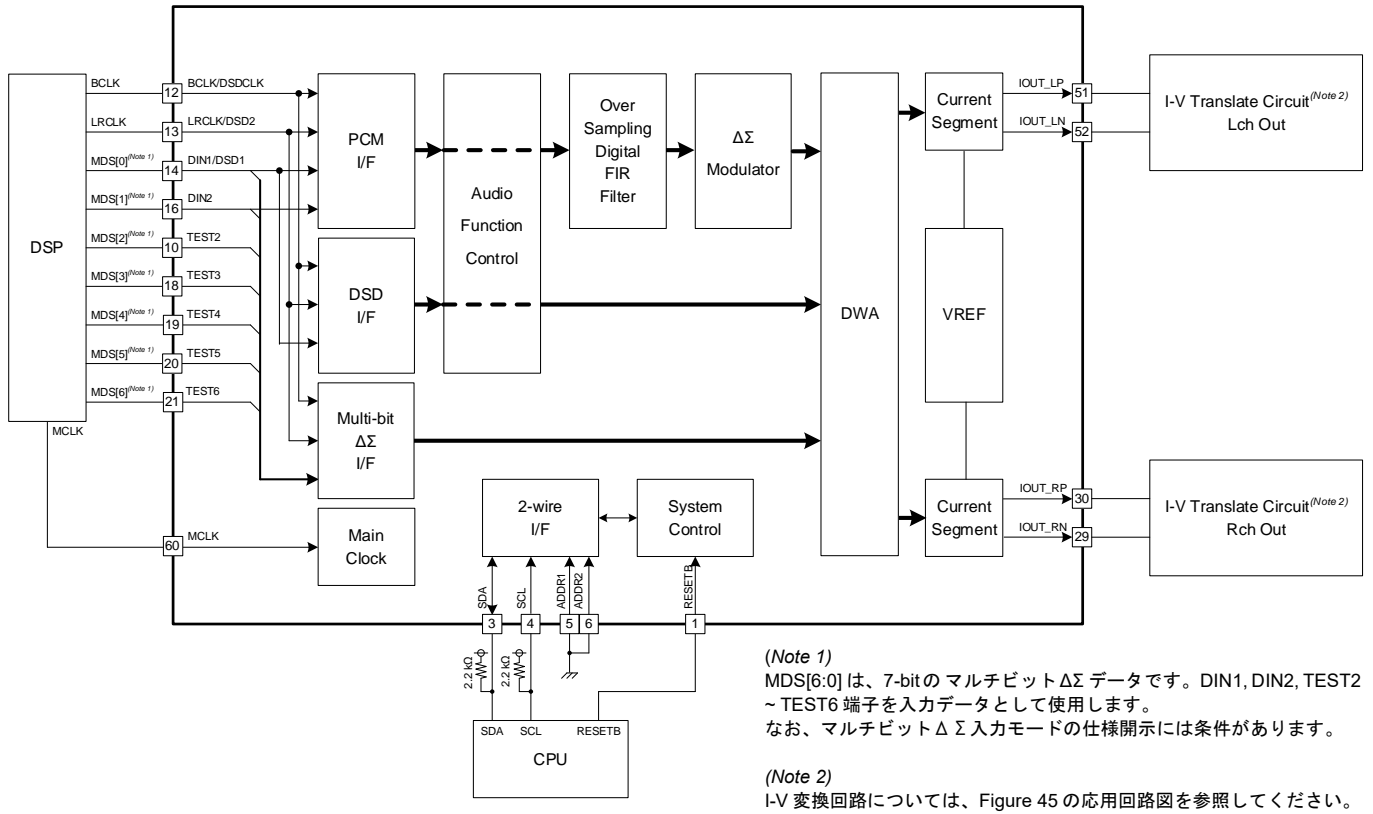 DSP
BCLK
LRCLK
MDS[0](Note 1)
MDS[1](Note 1)
MDS[2](Note 1)
MDS[3](Note 1)
MDS[4](Note 1)
MDS[5](Note 1)
MDS[6](Note 1)
MCLK
12
13
14
16
10
18
19
20
21
60
BCLK/DSDCLK
LRCLK/DSD2
DIN1/DSD1
DIN2
TEST2
TEST3
TEST4
TEST5
TEST6
MCLK
PCM
I/F
DSD
I/F
Multi-bit
ΔΣ
I/F
Main
Clock
Audio
Function
Control
Over
Sampling
Digital
FIR
Filter
ΔΣ
Modulator
DWA
Current
Segment
VREF
Current
Segment
IOUT_LP
51
IOUT_LN
52
IOUT_RP
30
IOUT_RN
29
I-V Translate Circuit(Note 2)
Lch Out
I-V Translate Circuit(Note 2)
Rch Out
2-wire
I/F
System
Control
SDA
SCL
ADDR1
ADDR2
RESETB
3
4
5
6
1
2.2 kΩ
2.2 kΩ
SDA
SCL
RESETB
CPU
(Note 1)
MDS[6:0] は、7-bitの マルチビットΔΣ データです。DIN1, DIN2, TEST2
~ TEST6 端子を入力データとして使用します。
なお、マルチビットΔ Σ入力モードの仕様開示には条件があります。
(Note 2)
I-V 変換回路については、Figure 45 の応用回路図を参照してください。